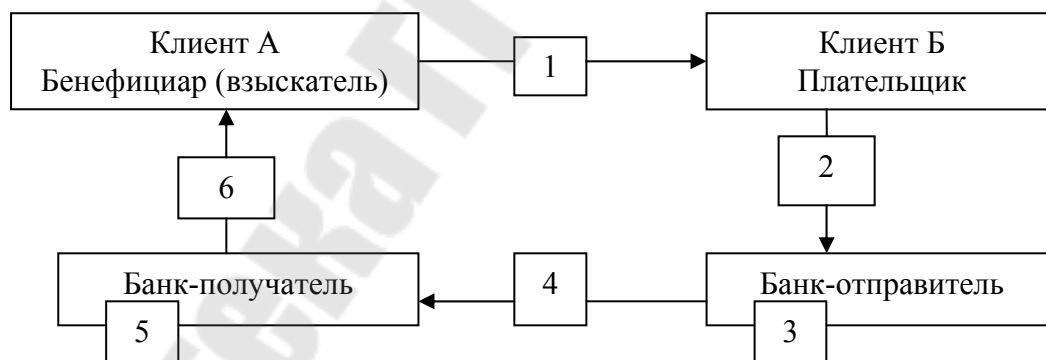 Клиент А
Бенефициар (взыскатель)
1
Клиент Б
Плательщик
6
2
Банк-получатель
4
Банк-отправитель
5
3